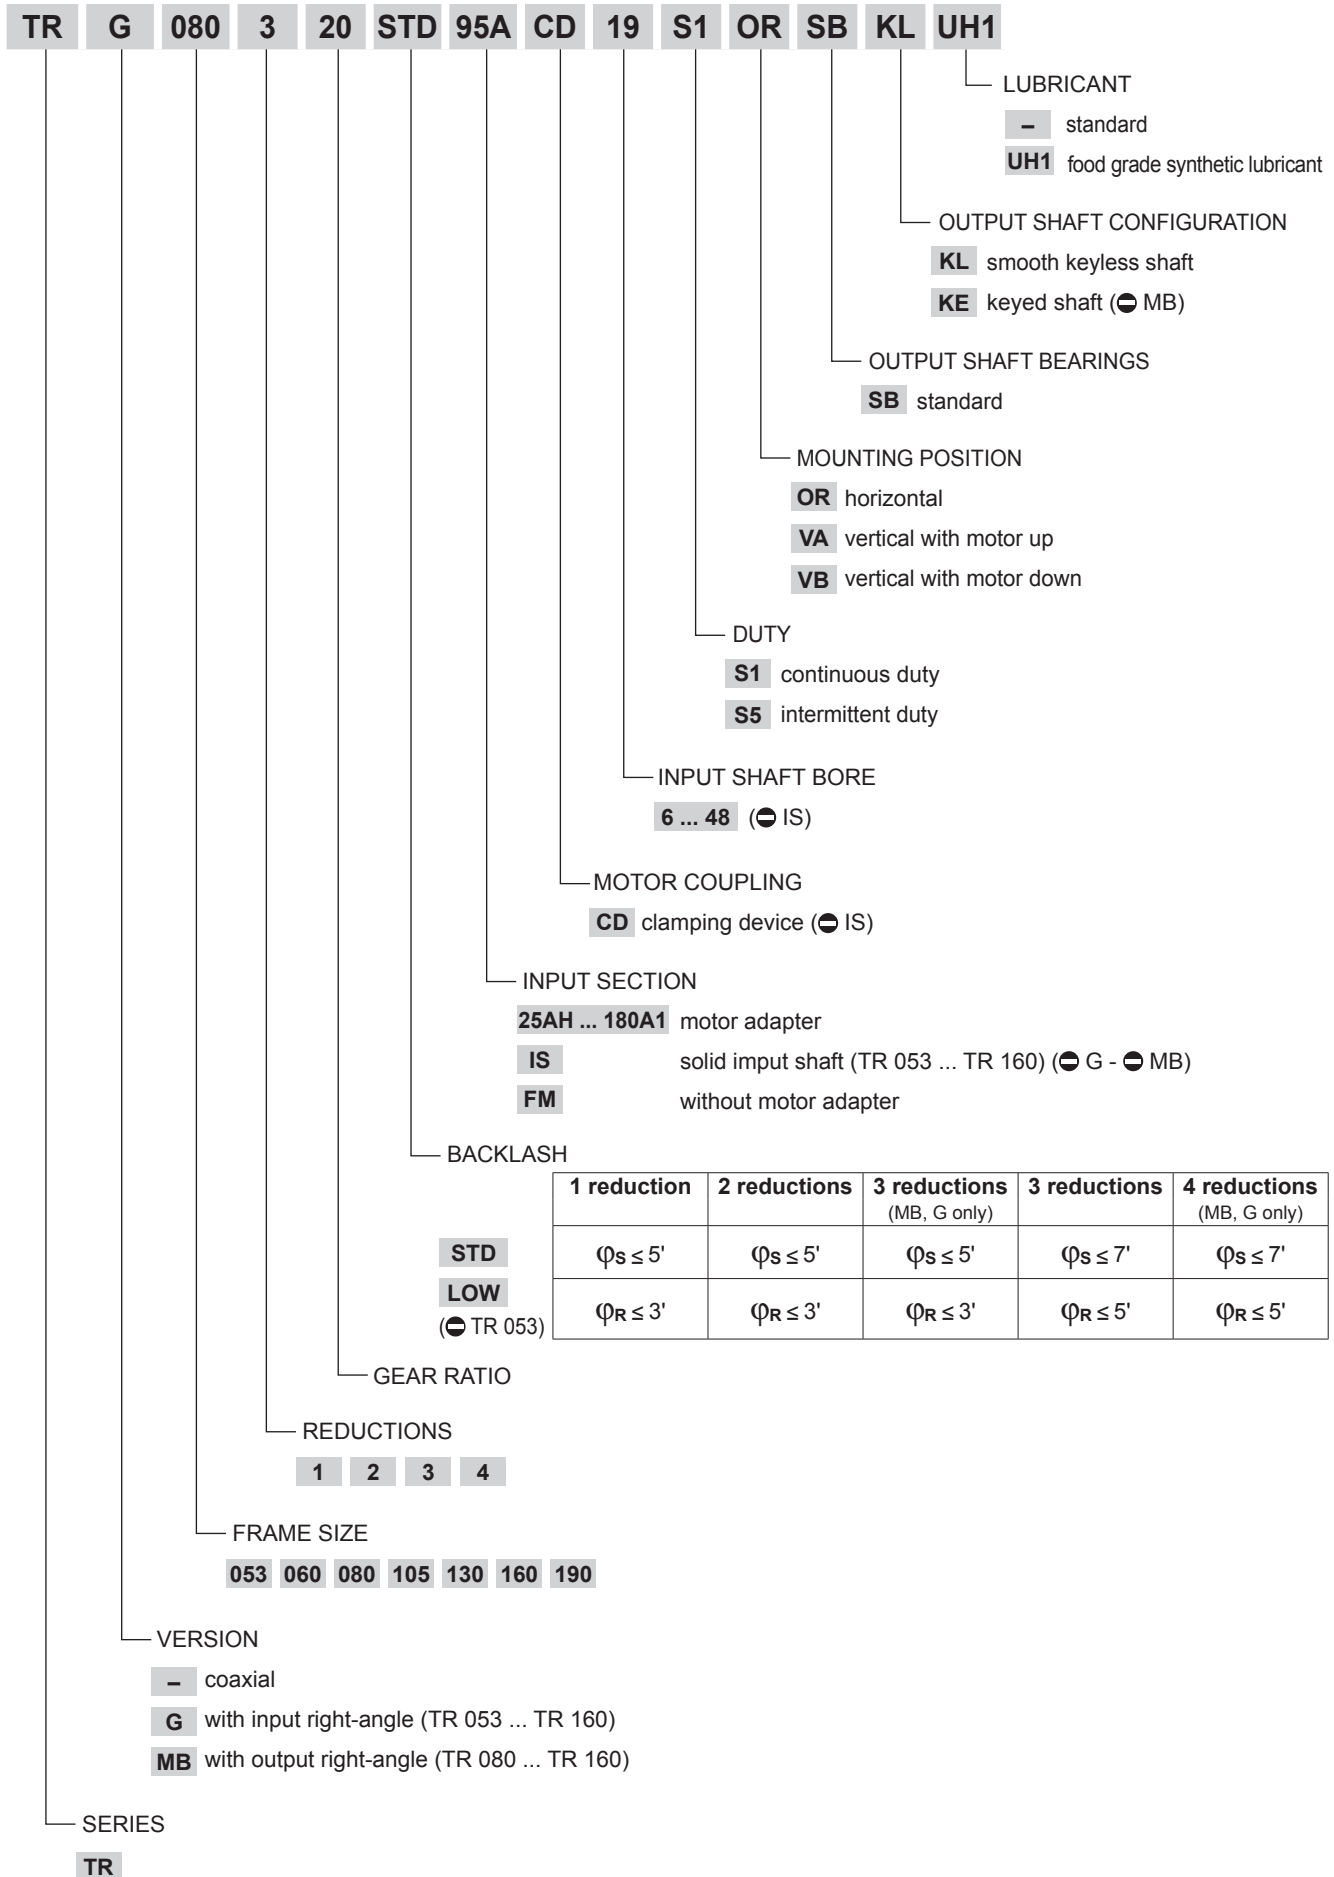 TR G 080 3 20 STD 95A CD 19 S1 OR SB KL UH1
LUBRICANT
– standard
UH1 food grade synthetic lubricant
OUTPUT SHAFT CONFIGURATION
KL smooth keyless shaft
KE keyed shaft (⛔ MB)
OUTPUT SHAFT BEARINGS
SB standard
MOUNTING POSITION
OR horizontal
VA vertical with motor up
VB vertical with motor down
DUTY
S1 continuous duty
S5 intermittent duty
INPUT SHAFT BORE
6 ... 48 (⛔ IS)
MOTOR COUPLING
CD clamping device (⛔ IS)
INPUT SECTION
25AH ... 180A1 motor adapter
IS solid imput shaft (TR 053 ... TR 160) (⛔ G - ⛔ MB)
FM without motor adapter
BACKLASH
1 reduction 2 reductions 3 reductions 3 reductions 4 reductions
(MB, G only) (MB, G only)
STD φS ≤ 5' φS ≤ 5' φS ≤ 5' φS ≤ 7' φS ≤ 7'
LOW φR ≤ 3' φR ≤ 3' φR ≤ 3' φR ≤ 5' φR ≤ 5'
(⛔ TR 053)
GEAR RATIO
REDUCTIONS
1 2 3 4
FRAME SIZE
053 060 080 105 130 160 190
VERSION
– coaxial
G with input right-angle (TR 053 ... TR 160)
MB with output right-angle (TR 080 ... TR 160)
SERIES
TR